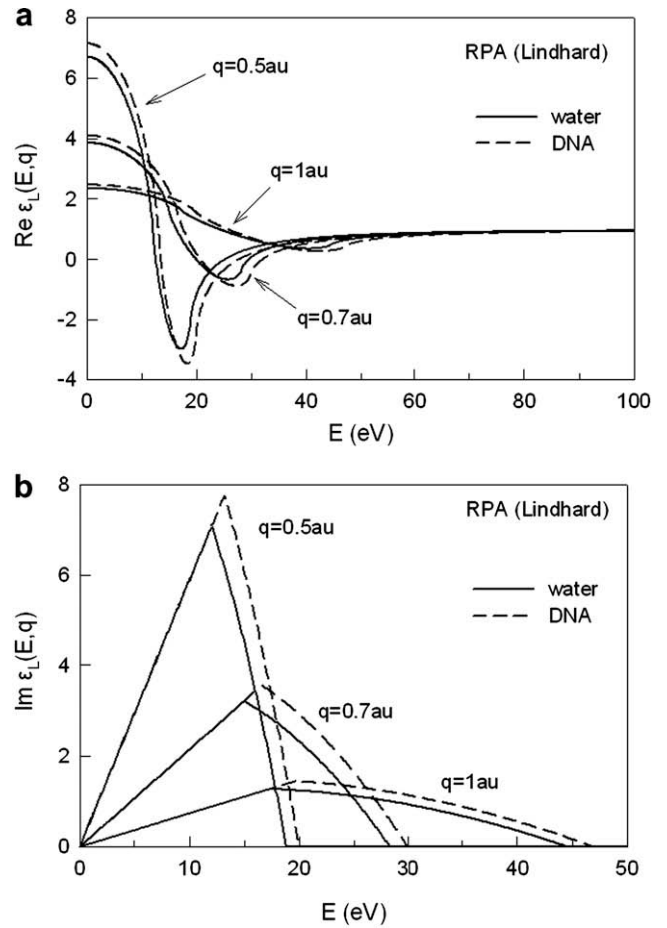 a
8
6
4
2
0
-2
-4
Re ε_L(E,q)
RPA (Lindhard)
water
DNA
q=0.5au
q=1au
q=0.7au
0 20 40 60 80 100
E (eV)
b
8
6
4
2
0
Im ε_L(E,q)
RPA (Lindhard)
water
DNA
q=0.5au
q=0.7au
q=1au
0 10 20 30 40 50
E (eV)